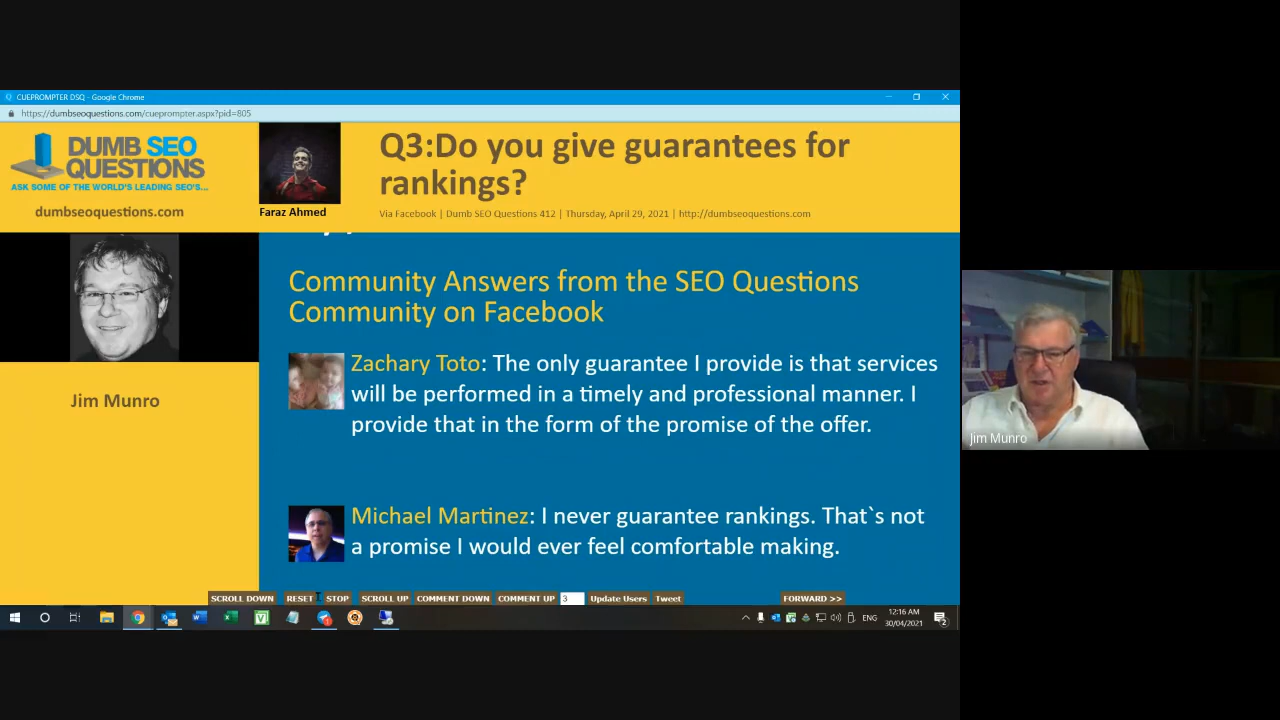 CUEPROMPTER DSQ - Google Chrome
https://dumbseoquestions.com/cueprompter.aspx?pid=805
DUMB SEO
QUESTIONS
ASK SOME OF THE WORLD'S LEADING SEO'S...
dumbseoquestions.com
Faraz Ahmed
Q3:Do you give guarantees for
rankings?
Via Facebook | Dumb SEO Questions 412 | Thursday, April 29, 2021 | http://dumbseoquestions.com
Jim Munro
Community Answers from the SEO Questions
Community on Facebook
Zachary Toto: The only guarantee I provide is that services
will be performed in a timely and professional manner. I
provide that in the form of the promise of the offer.
Michael Martinez: I never guarantee rankings. That`s not
a promise I would ever feel comfortable making.
Jim Munro
SCROLL DOWN RESET STOP SCROLL UP COMMENT DOWN COMMENT UP 3 Update Users Tweet FORWARD >>
ENG
12:16 AM
30/04/2021
2